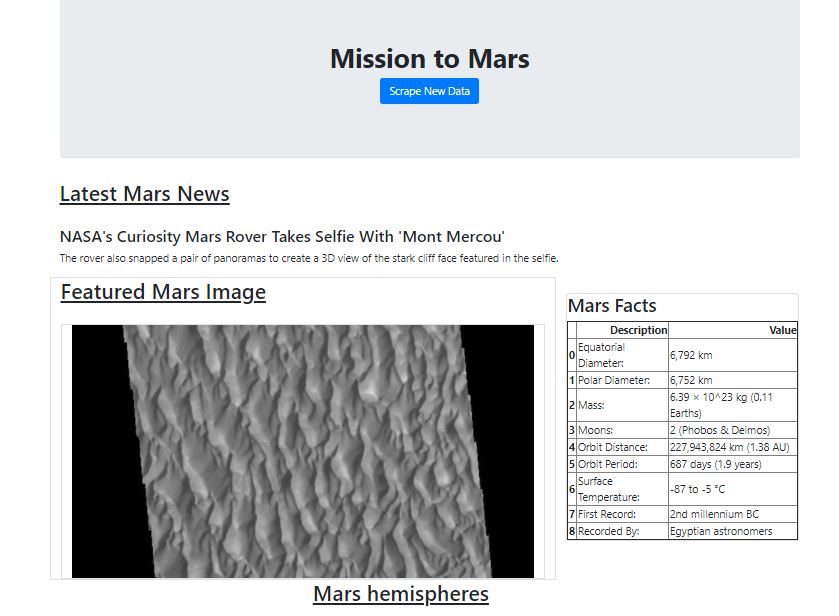 Mission to Mars
Scrape New Data
Latest Mars News
NASA's Curiosity Mars Rover Takes Selfie With 'Mont Mercou'
The rover also snapped a pair of panoramas to create a 3D view of the stark cliff face featured in the selfie.
Featured Mars Image
Mars Facts
Description Value
0 Equatorial Diameter: 6,792 km
1 Polar Diameter: 6,752 km
2 Mass: 6.39 × 10^23 kg (0.11 Earths)
3 Moons: 2 (Phobos & Deimos)
4 Orbit Distance: 227,943,824 km (1.38 AU)
5 Orbit Period: 687 days (1.9 years)
6 Surface Temperature: -87 to -5 °C
7 First Record: 2nd millennium BC
8 Recorded By: Egyptian astronomers
Mars hemispheres